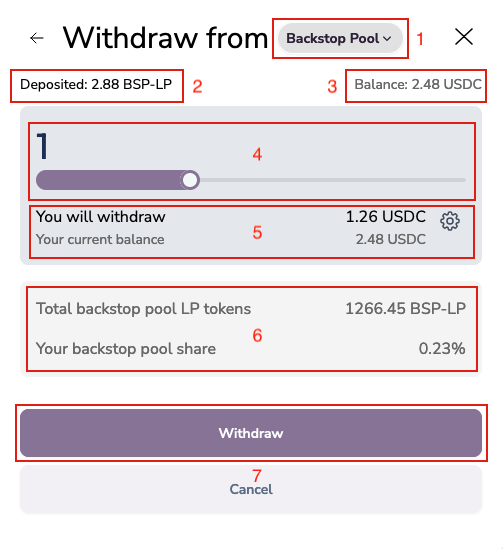 ← Withdraw from Backstop Pool 1
Deposited: 2.88 BSP-LP 2 3 Balance: 2.48 USDC
1
4
You will withdraw 1.26 USDC
5
Your current balance 2.48 USDC
Total backstop pool LP tokens 1266.45 BSP-LP
6
Your backstop pool share 0.23%
Withdraw
7
Cancel